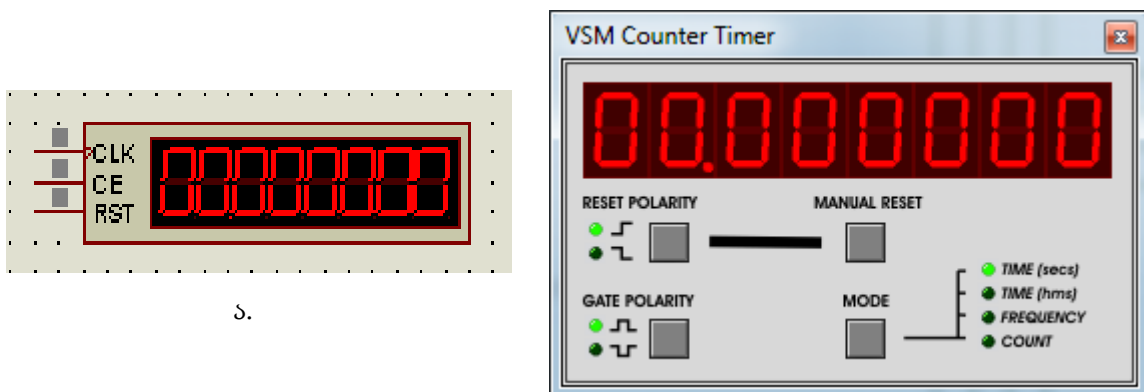 CLK
CE
RST
00.000000
VSM Counter Timer
00.000000
RESET POLARITY
MANUAL RESET
GATE POLARITY
MODE
TIME (secs)
TIME (hms)
FREQUENCY
COUNT